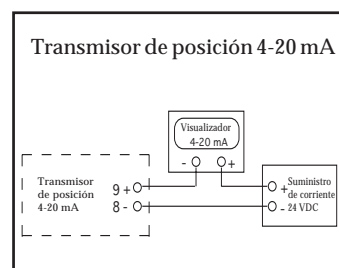 Transmisor de posición 4-20 mA
Visualizador
4-20 mA
- +
Transmisor
de posición
4-20 mA
9 +
8 -
+ Suministro
de corriente
- 24 VDC